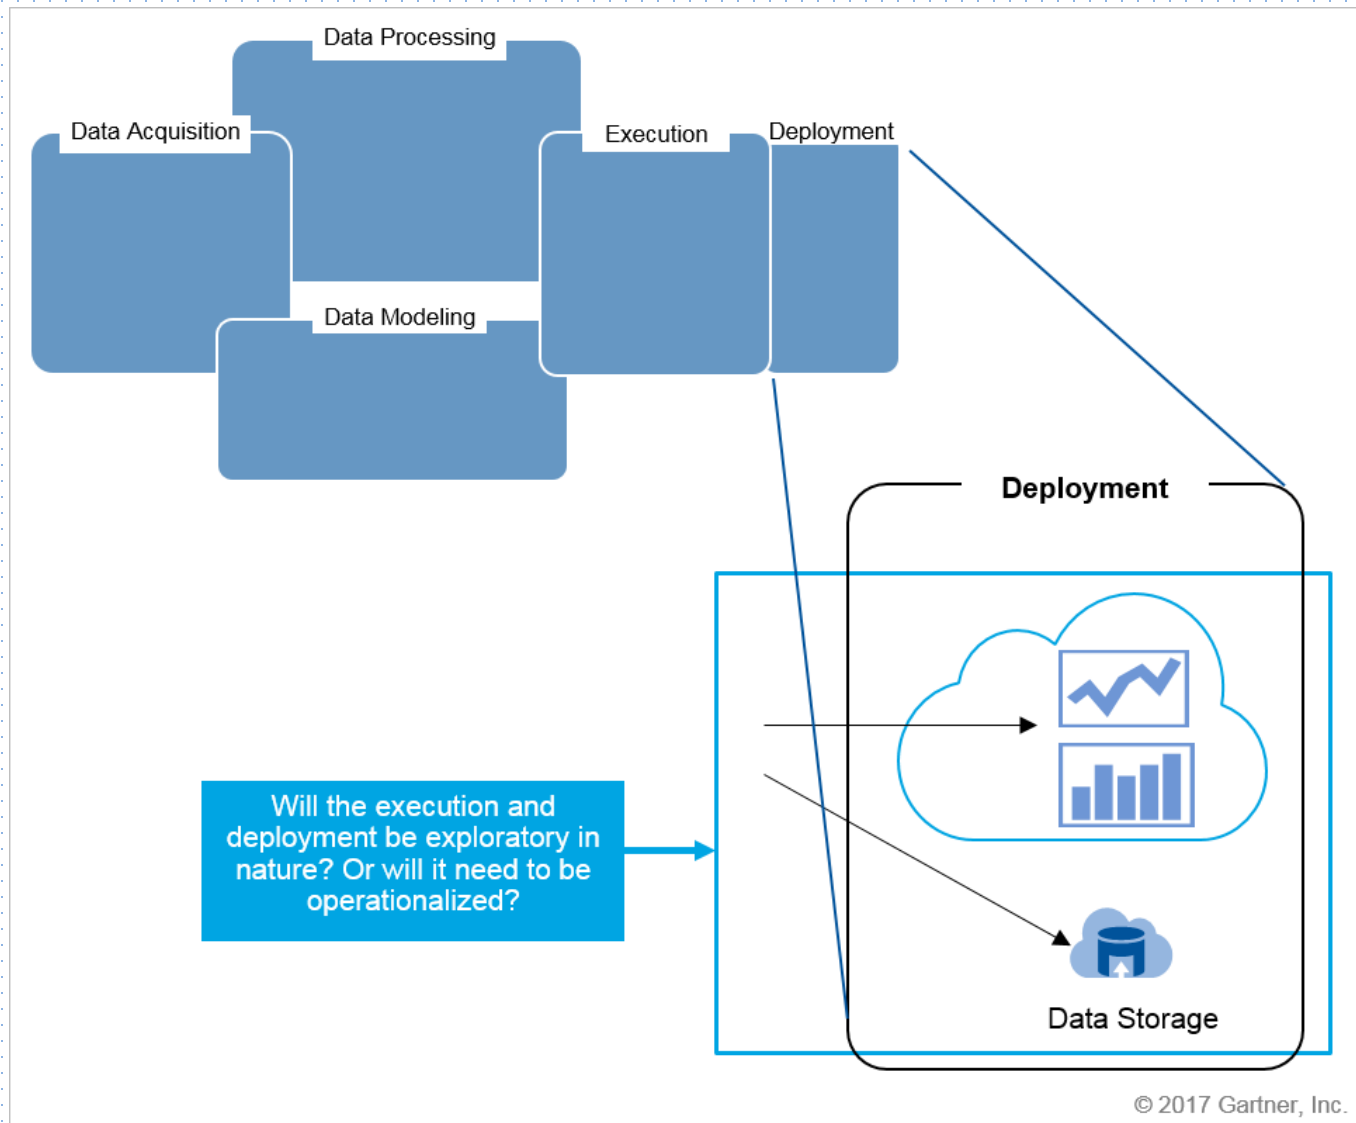 Data Processing
Data Acquisition
Execution
Deployment
Data Modeling
Deployment
Will the execution and
deployment be exploratory in
nature? Or will it need to be
operationalized?
Data Storage
© 2017 Gartner, Inc.